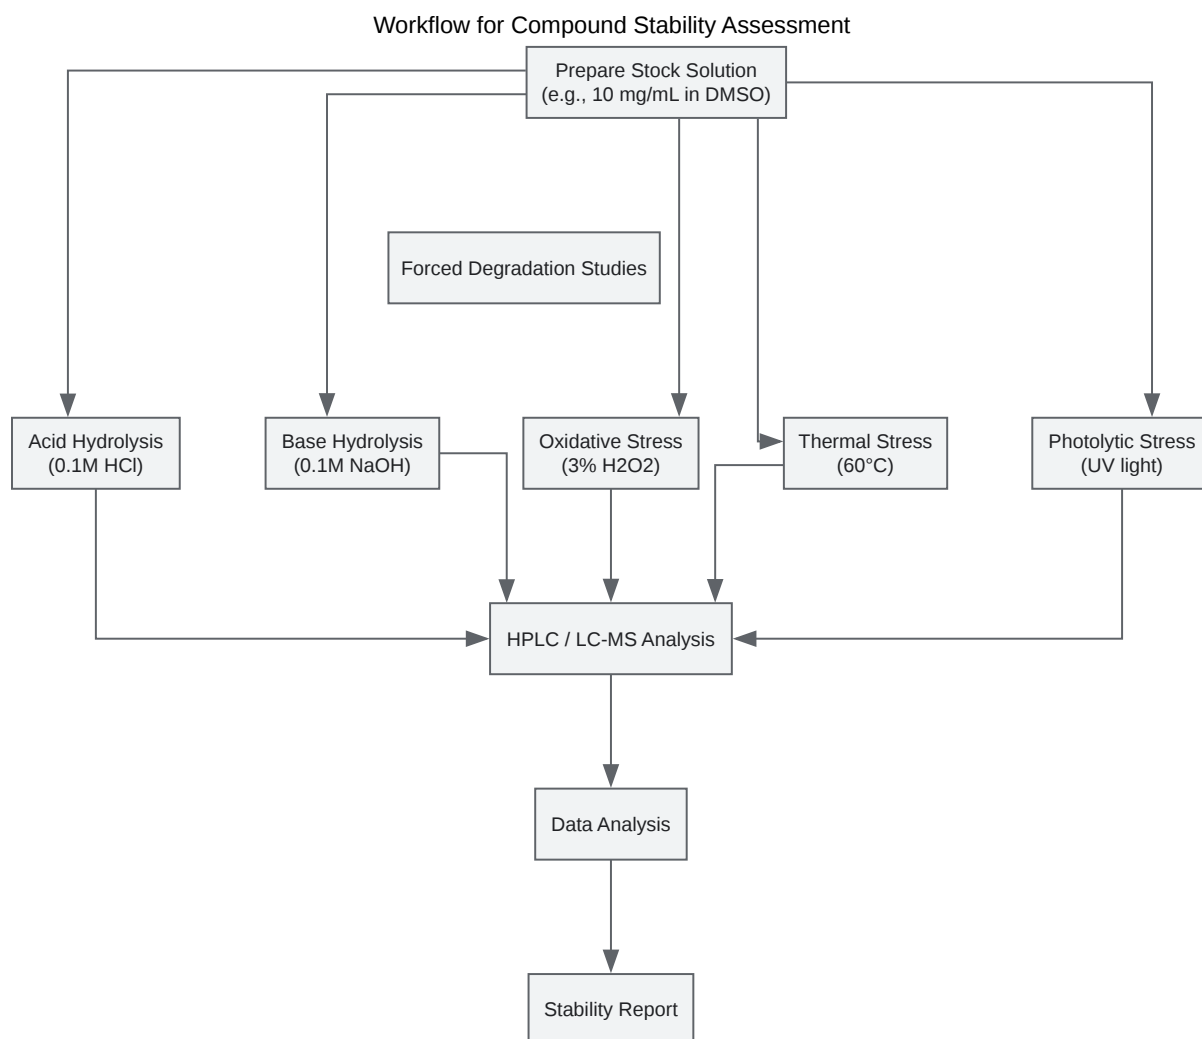 Workflow for Compound Stability Assessment
Prepare Stock Solution
(e.g., 10 mg/mL in DMSO)
Forced Degradation Studies
Acid Hydrolysis
(0.1M HCl)
Base Hydrolysis
(0.1M NaOH)
Oxidative Stress
(3% H2O2)
Thermal Stress
(60°C)
Photolytic Stress
(UV light)
HPLC / LC-MS Analysis
Data Analysis
Stability Report